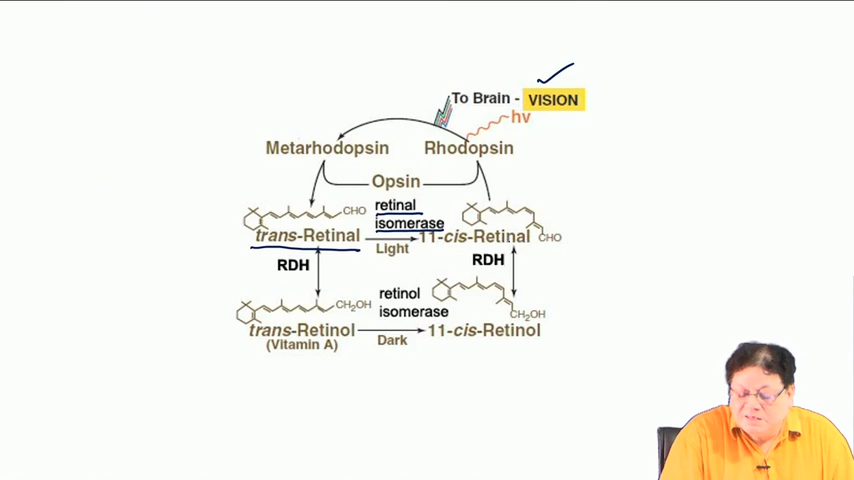 To Brain - VISION
hν
Metarhodopsin Rhodopsin
Opsin
CHO
retinal
isomerase
trans-Retinal
Light
11-cis-Retinal
CHO
RDH
RDH
CH2OH
retinol
isomerase
CH2OH
trans-Retinol
11-cis-Retinol
(Vitamin A)
Dark